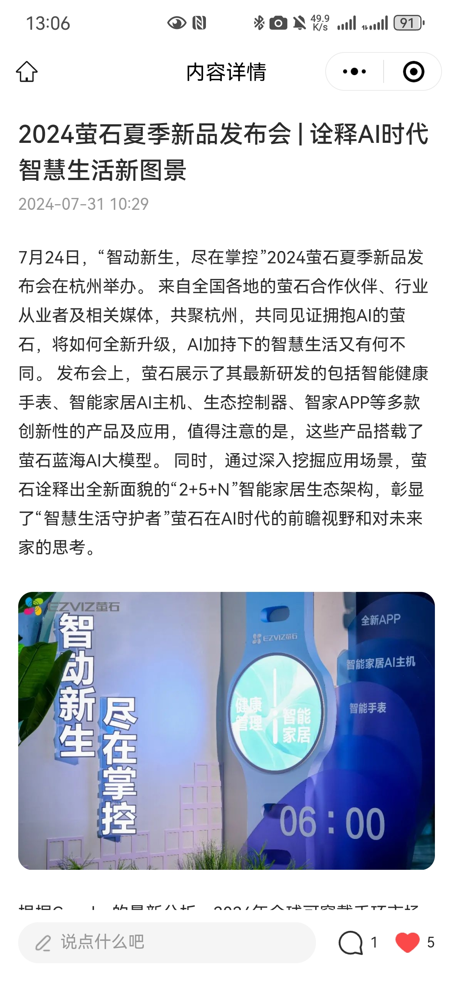 13:06
49.9
K/s
91
内容详情
2024萤石夏季新品发布会 | 诠释AI时代
智慧生活新图景
2024-07-31 10:29
7月24日，“智动新生，尽在掌控”2024萤石夏季新品发
布会在杭州举办。 来自全国各地的萤石合作伙伴、行业
从业者及相关媒体，共聚杭州，共同见证拥抱AI的萤
石，将如何全新升级，AI加持下的智慧生活又有何不
同。 发布会上，萤石展示了其最新研发的包括智能健康
手表、智能家居AI主机、生态控制器、智家APP等多款
创新性的产品及应用，值得注意的是，这些产品搭载了
萤石蓝海AI大模型。 同时，通过深入挖掘应用场景，萤
石诠释出全新面貌的“2+5+N”智能家居生态架构，彰显
了“智慧生活守护者”萤石在AI时代的前瞻视野和对未来
家的思考。
EZVIZ萤石
智动新生
尽在掌控
EZVIZ萤石
健康
管理
智能
家居
全新APP
智能家居AI主机
智能手表
06:00
说点什么吧
1
5